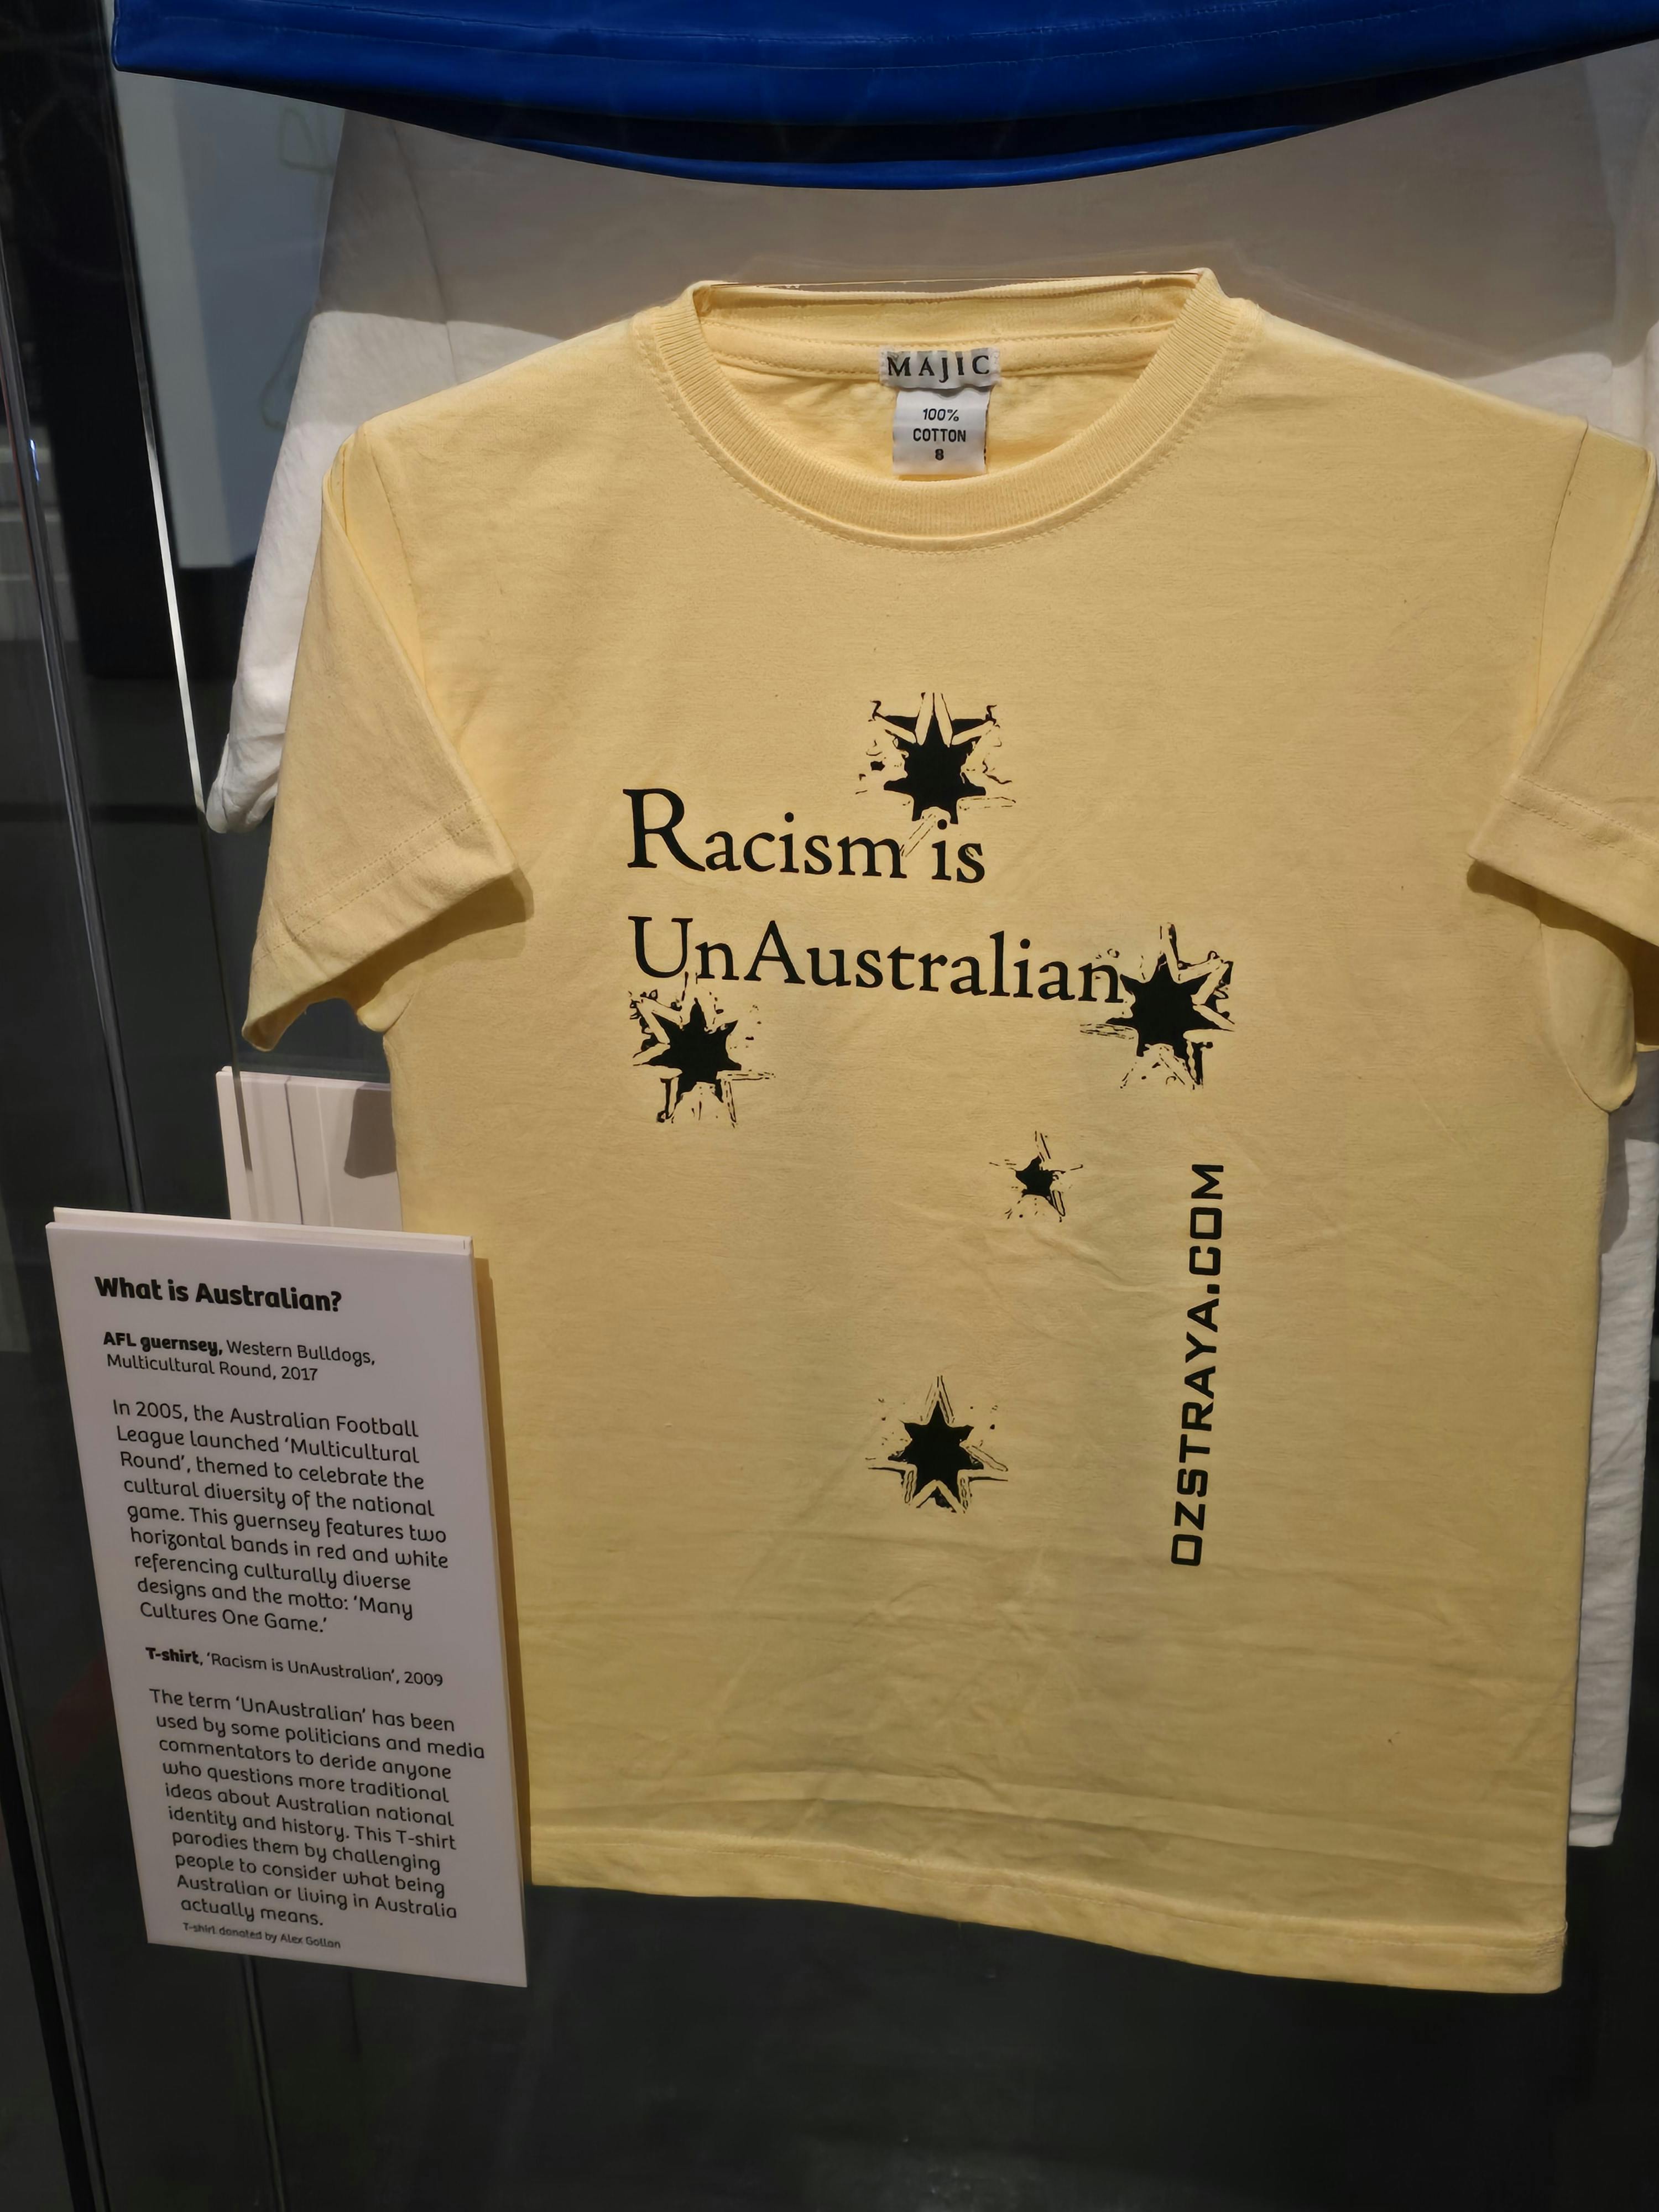 MAJIC
100%
COTTON
8
Racism is
UnAustralian
OZSTRAYA.COM
What is Australian?
AFL guernsey, Western Bulldogs,
Multicultural Round, 2017
In 2005, the Australian Football
League launched ‘Multicultural
Round’, themed to celebrate the
cultural diversity of the national
game. This guernsey features two
horizontal bands in red and white
referencing culturally diverse
designs and the motto: ‘Many
Cultures One Game.’
T-shirt, ‘Racism is UnAustralian’, 2009
The term ‘UnAustralian’ has been
used by some politicians and media
commentators to deride anyone
who questions more traditional
ideas about Australian national
identity and history. This T-shirt
parodies them by challenging
people to consider what being
Australian or living in Australia
actually means.
T-shirt donated by Alex Gollan